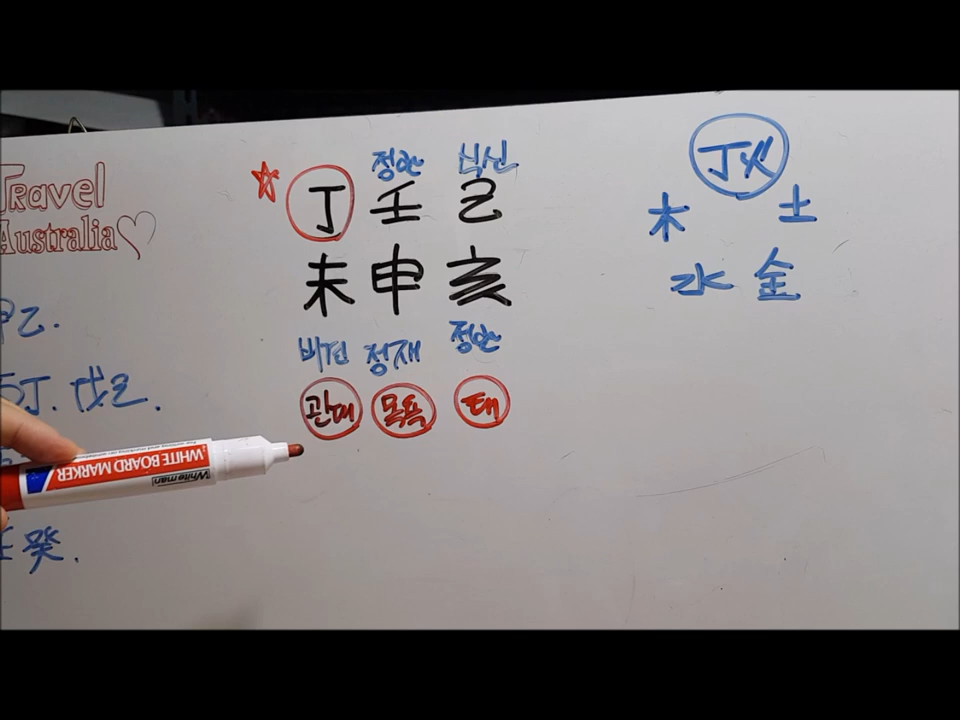 TRavel
Australia
甲乙.
丙丁. 戊己.
壬癸.
정관 식신
丁 壬 己
未 申 亥
비견 정재 정관
관대 목욕 태
丁火
木 土
水 金
WHITE BOARD MARKER
Whiteman